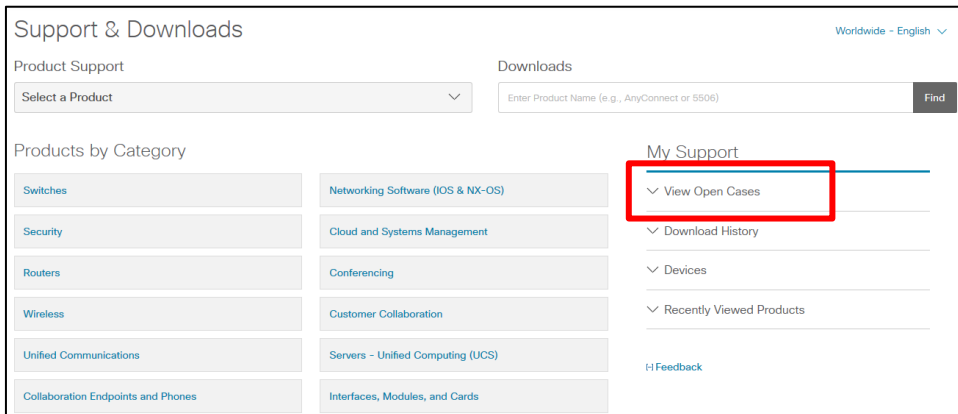 Support & Downloads
Worldwide - English
Product Support
Downloads
Select a Product
Enter Product Name (e.g., AnyConnect or 5506)
Find
Products by Category
My Support
Switches
Networking Software (IOS & NX-OS)
View Open Cases
Security
Cloud and Systems Management
Download History
Routers
Conferencing
Devices
Wireless
Customer Collaboration
Recently Viewed Products
Unified Communications
Servers - Unified Computing (UCS)
[-] Feedback
Collaboration Endpoints and Phones
Interfaces, Modules, and Cards